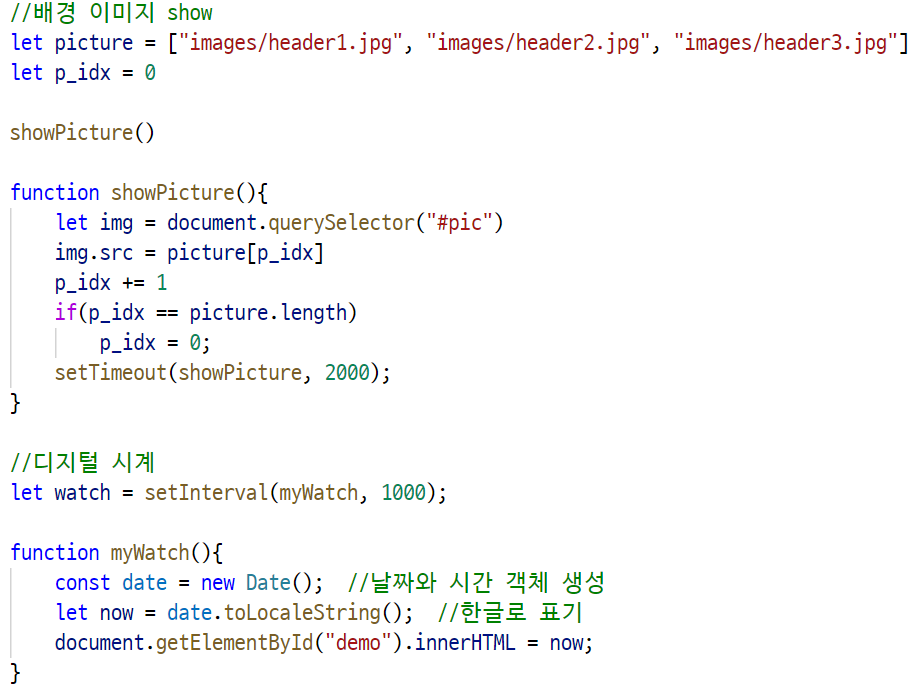 //배경 이미지 show
let picture = ["images/header1.jpg", "images/header2.jpg", "images/header3.jpg"]
let p_idx = 0
showPicture()
function showPicture(){
    let img = document.querySelector("#pic")
    img.src = picture[p_idx]
    p_idx += 1
    if(p_idx == picture.length)
        p_idx = 0;
    setTimeout(showPicture, 2000);
}
//디지털 시계
let watch = setInterval(myWatch, 1000);
function myWatch(){
    const date = new Date();  //날짜와 시간 객체 생성
    let now = date.toLocaleString();  //한글로 표기
    document.getElementById("demo").innerHTML = now;
}